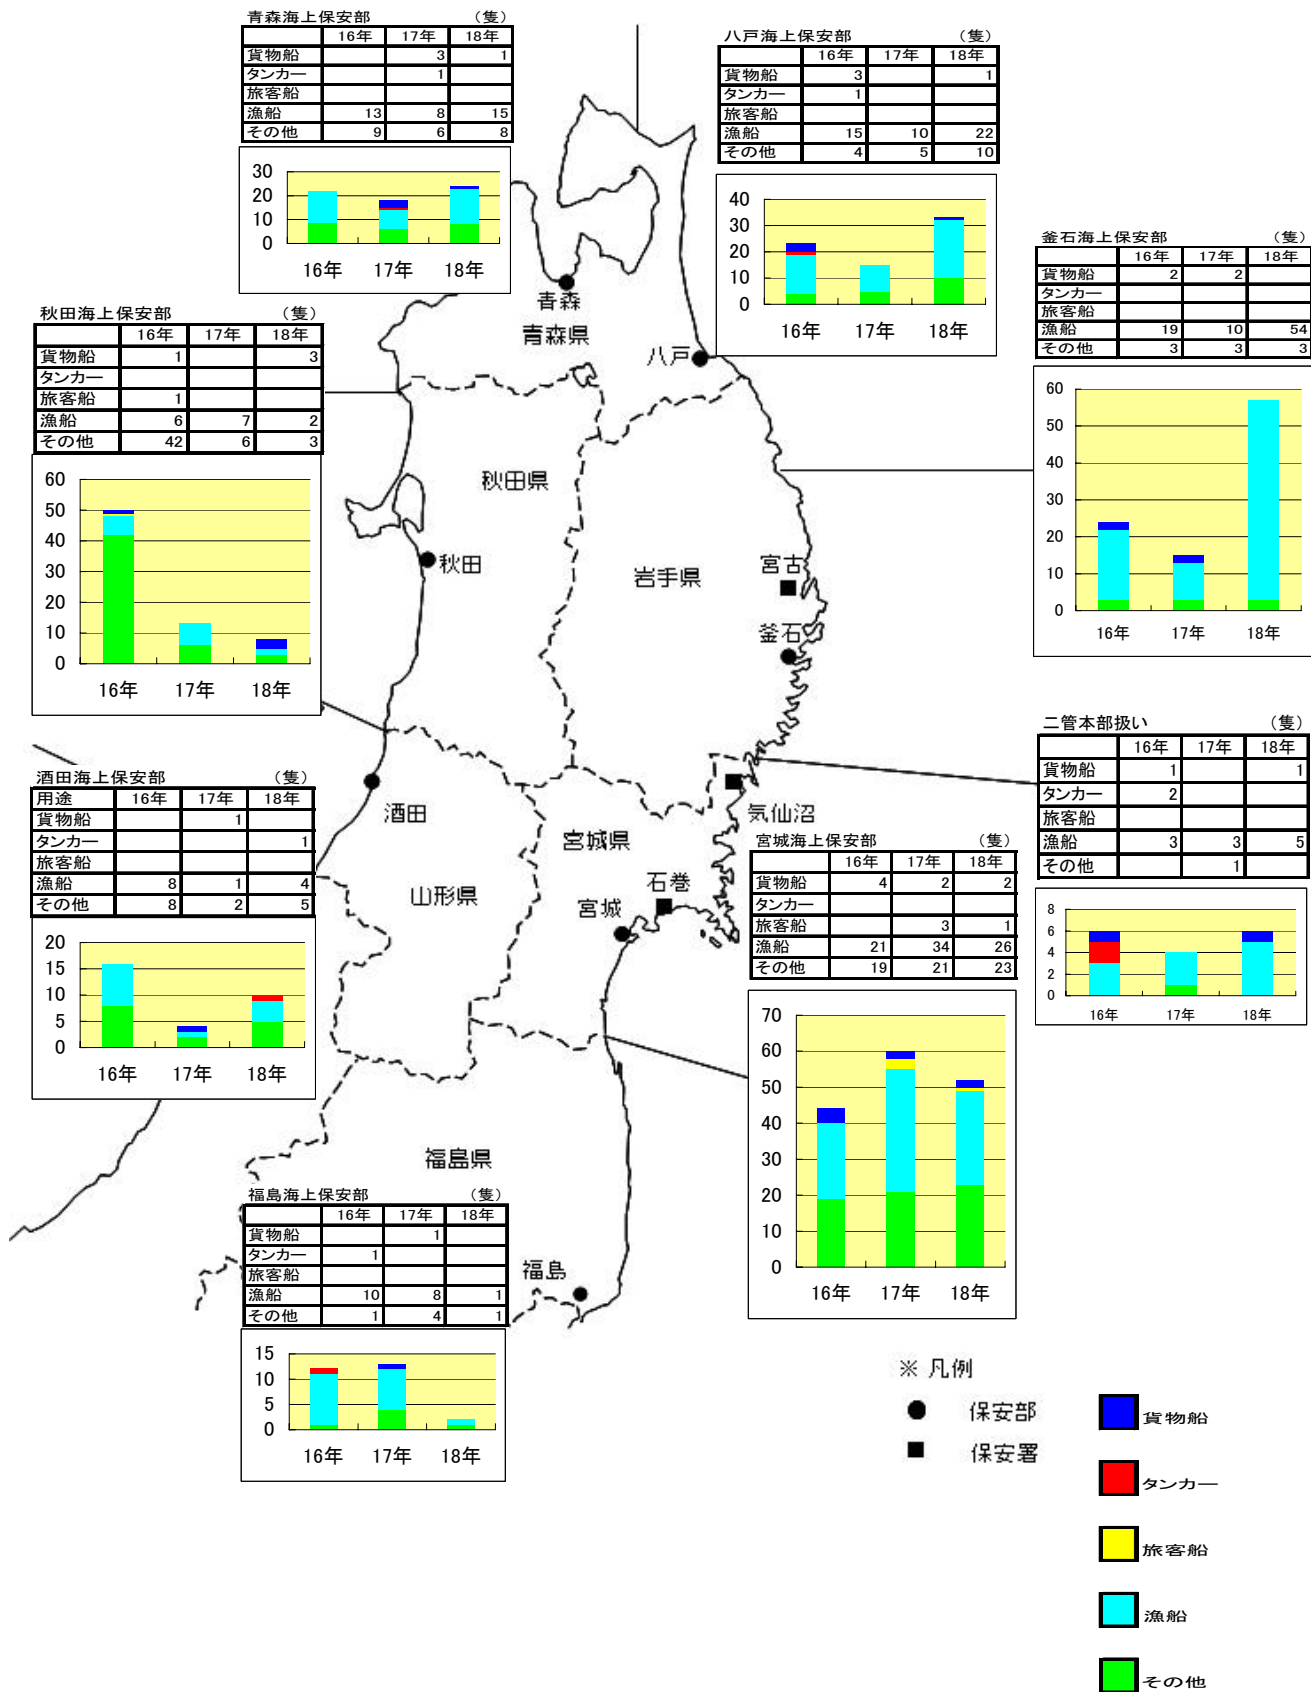 青森海上保安部 （隻）
16年 17年 18年
貨物船 3 1
タンカー 1
旅客船
漁船 13 8 15
その他 9 6 8
30
20
10
0
16年 17年 18年
八戸海上保安部 （隻）
16年 17年 18年
貨物船 3 1
タンカー 1
旅客船
漁船 15 10 22
その他 4 5 10
40
30
20
10
0
16年 17年 18年
釜石海上保安部 （隻）
16年 17年 18年
貨物船 2 2
タンカー
旅客船
漁船 19 10 54
その他 3 3 3
60
50
40
30
20
10
0
16年 17年 18年
秋田海上保安部 （隻）
16年 17年 18年
貨物船 1 3
タンカー
旅客船 1
漁船 6 7 2
その他 42 6 3
60
50
40
30
20
10
0
16年 17年 18年
青森
青森県
八戸
秋田県
秋田
岩手県
宮古
釜石
酒田
気仙沼
宮城県
石巻
宮城
山形県
福島県
福島
二管本部扱い （隻）
16年 17年 18年
貨物船 1 1
タンカー 2
旅客船
漁船 3 3 5
その他 1
8
6
4
2
0
16年 17年 18年
酒田海上保安部 （隻）
用途 16年 17年 18年
貨物船 1
タンカー 1
旅客船
漁船 8 1 4
その他 8 2 5
20
15
10
5
0
16年 17年 18年
宮城海上保安部 （隻）
16年 17年 18年
貨物船 4 2 2
タンカー
旅客船 3 1
漁船 21 34 26
その他 19 21 23
70
60
50
40
30
20
10
0
16年 17年 18年
福島海上保安部 （隻）
16年 17年 18年
貨物船 1
タンカー 1
旅客船
漁船 10 8 1
その他 1 4 1
15
10
5
0
16年 17年 18年
※ 凡例
保安部
保安署
貨物船
タンカー
旅客船
漁船
その他